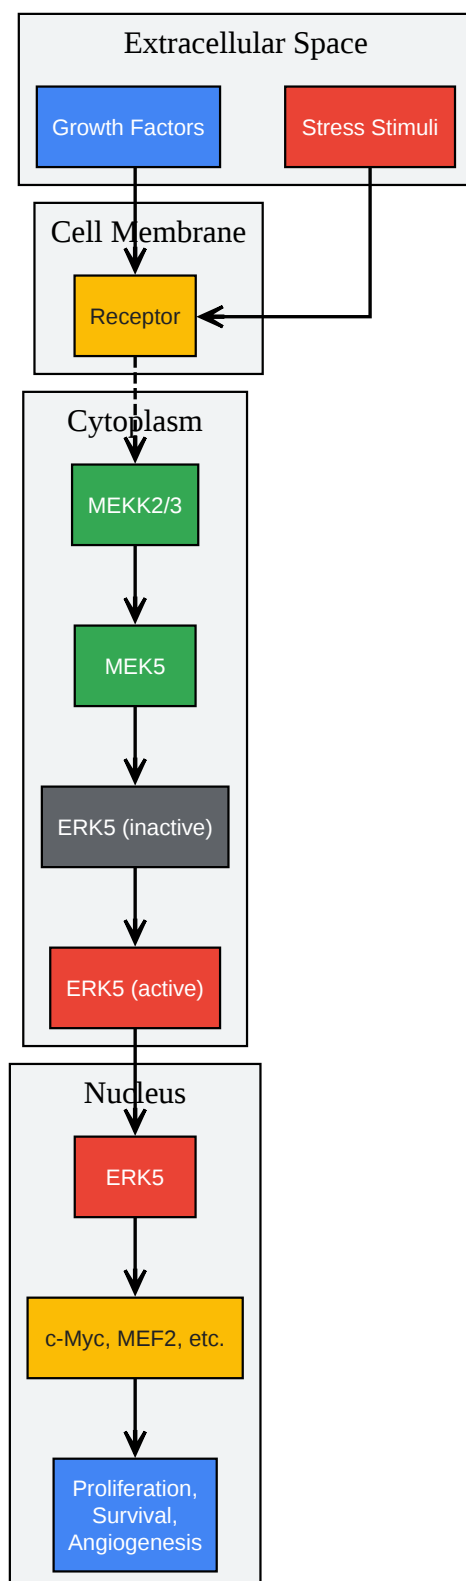 Extracellular Space
Growth Factors
Stress Stimuli
Cell Membrane
Receptor
Cytoplasm
MEKK2/3
MEK5
ERK5 (inactive)
ERK5 (active)
Nucleus
ERK5
c-Myc, MEF2, etc.
Proliferation,
Survival,
Angiogenesis